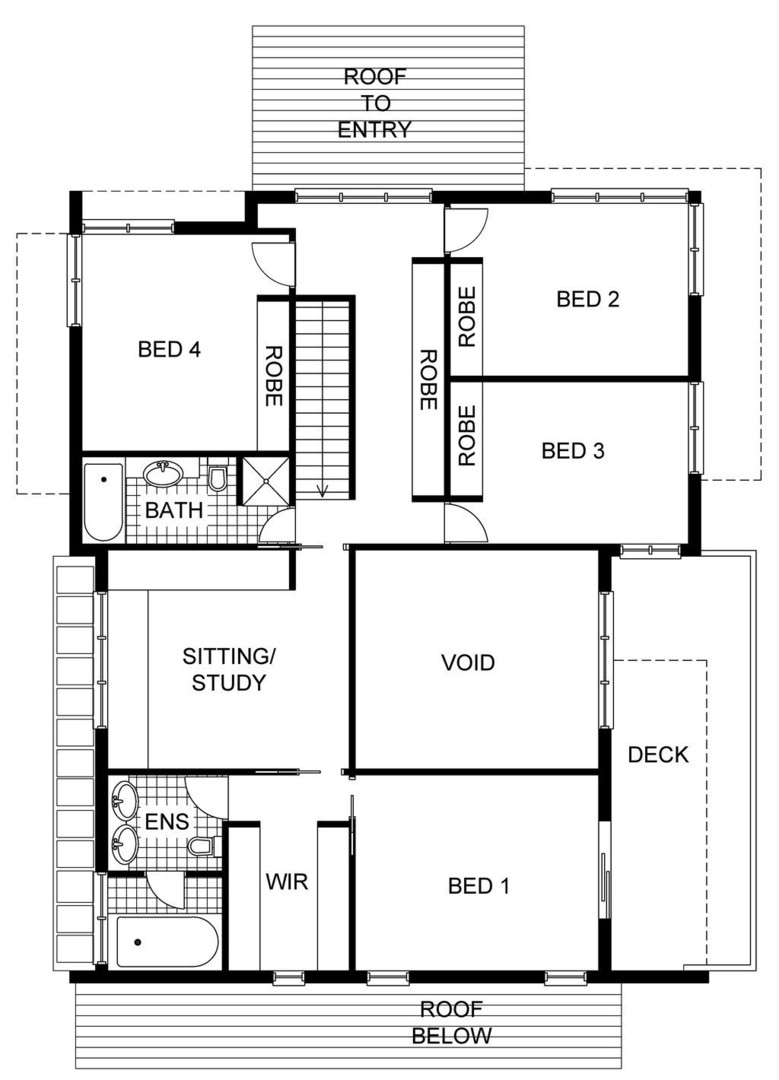 ROOF
TO
ENTRY
BED 2
ROBE
BED 4
ROBE
ROBE
ROBE
BED 3
BATH
SITTING/
STUDY
VOID
DECK
ENS
WIR
BED 1
ROOF
BELOW